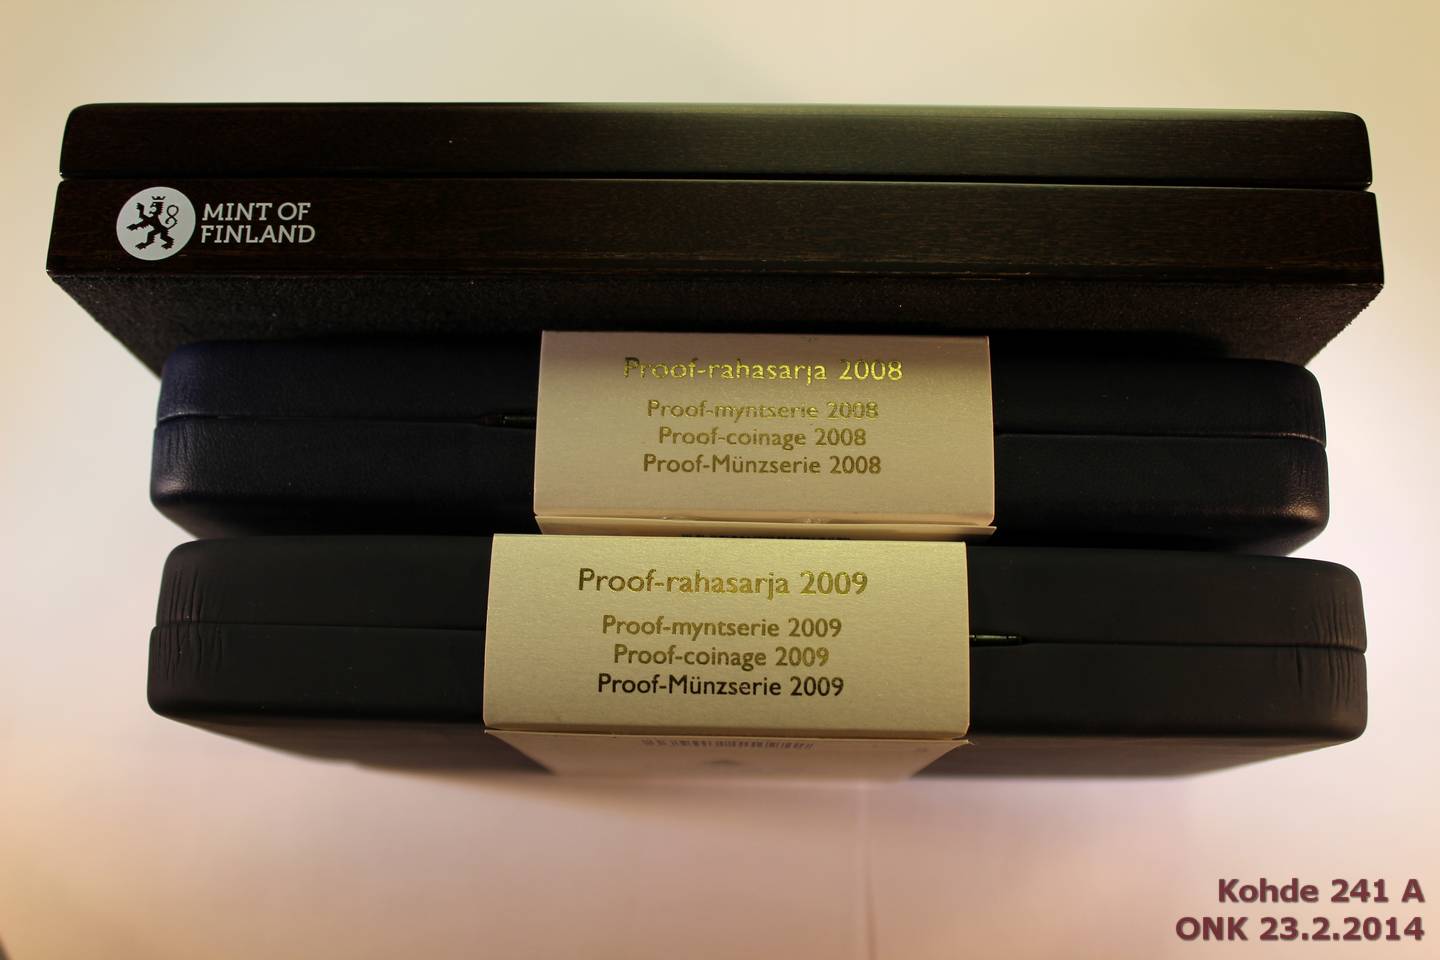 MINT OF
FINLAND
Proof-rahasarja 2008
Proof-myntserie 2008
Proof-coinage 2008
Proof-Münzserie 2008
Proof-rahasarja 2009
Proof-myntserie 2009
Proof-coinage 2009
Proof-Münzserie 2009
Kohde 241 A
ONK 23.2.2014